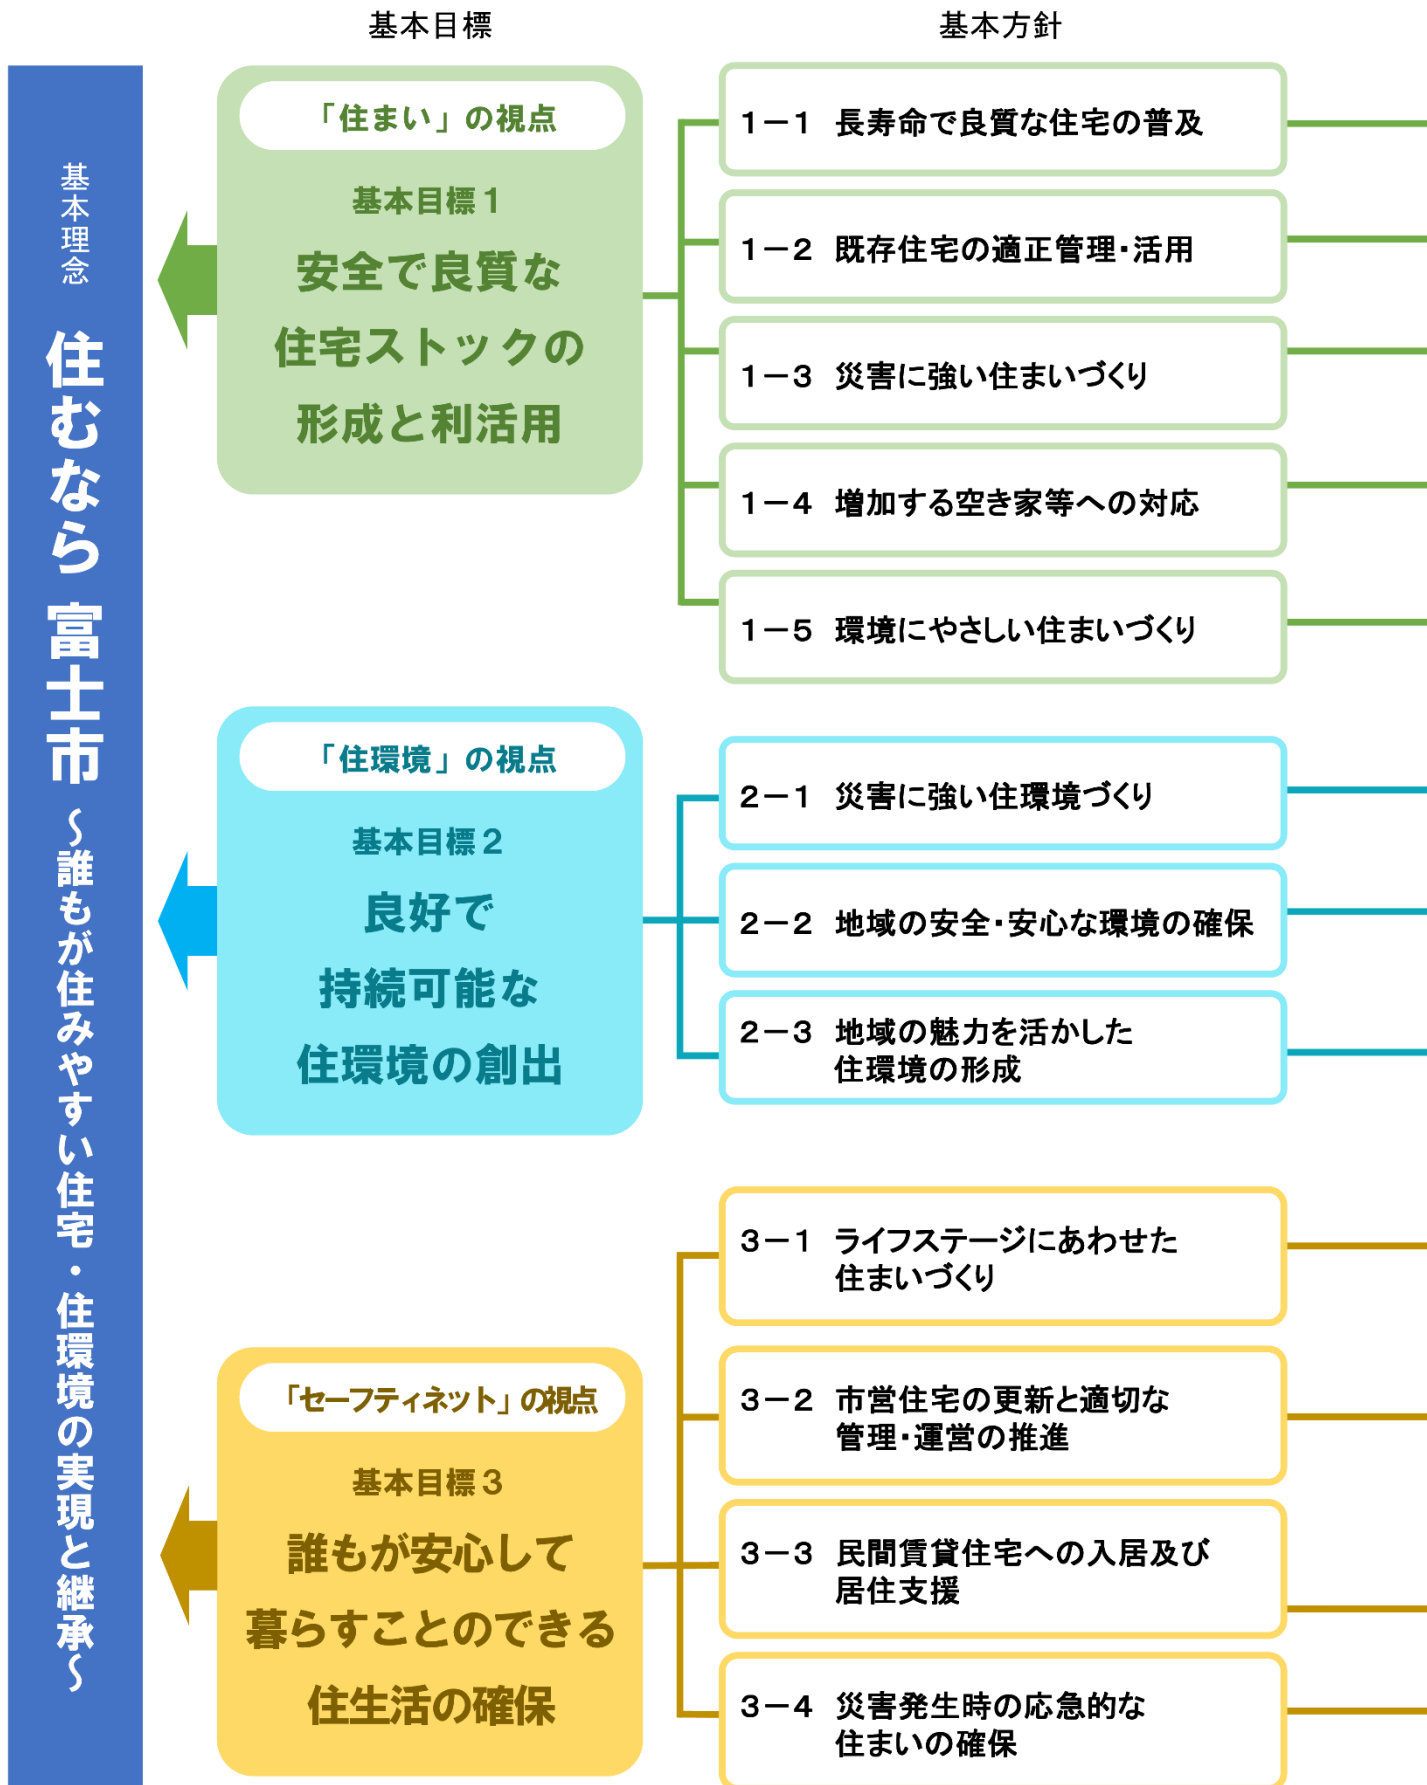 基本目標
基本方針
基本理念
住むなら 富士市
～誰もが住みやすい住宅・住環境の実現と継承～
「住まい」の視点
基本目標１
安全で良質な
住宅ストックの
形成と利活用
１－１ 長寿命で良質な住宅の普及
１－２ 既存住宅の適正管理・活用
１－３ 災害に強い住まいづくり
１－４ 増加する空き家等への対応
１－５ 環境にやさしい住まいづくり
「住環境」の視点
基本目標２
良好で
持続可能な
住環境の創出
２－１ 災害に強い住環境づくり
２－２ 地域の安全・安心な環境の確保
２－３ 地域の魅力を活かした
住環境の形成
「セーフティネット」の視点
基本目標３
誰もが安心して
暮らすことのできる
住生活の確保
３－１ ライフステージにあわせた
住まいづくり
３－２ 市営住宅の更新と適切な
管理・運営の推進
３－３ 民間賃貸住宅への入居及び
居住支援
３－４ 災害発生時の応急的な
住まいの確保